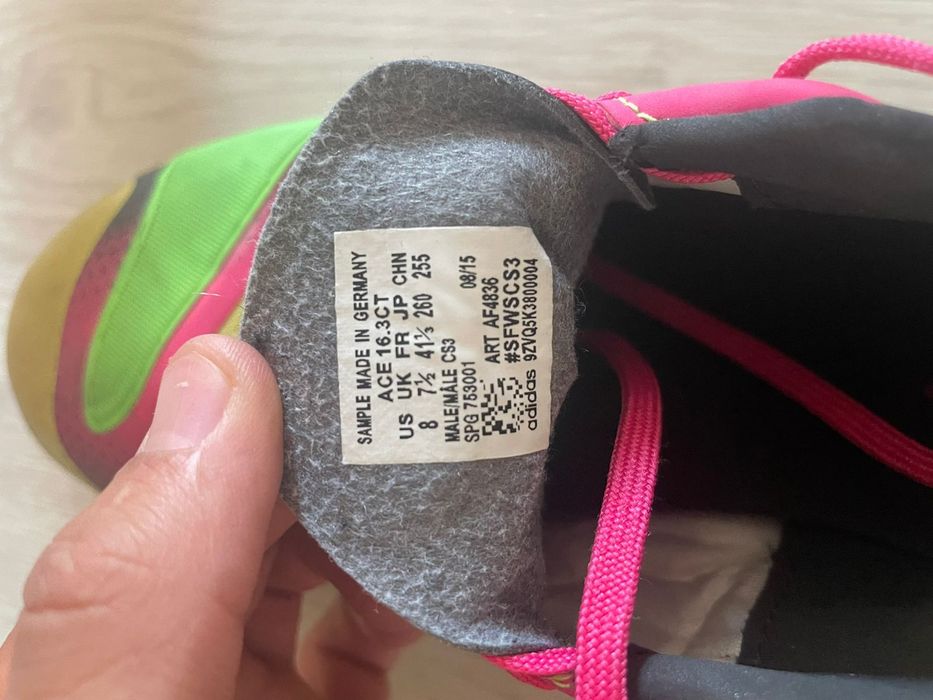 SAMPLE MADE IN GERMANY
ACE 16.3CT
US UK FR JP CHN
8 7½ 41⅓ 260 255
MALE/MÂLE CS3
SPG 753001 08/15
ART AF4836
#SFWSCS3
adidas 9ZVQ5K3800004